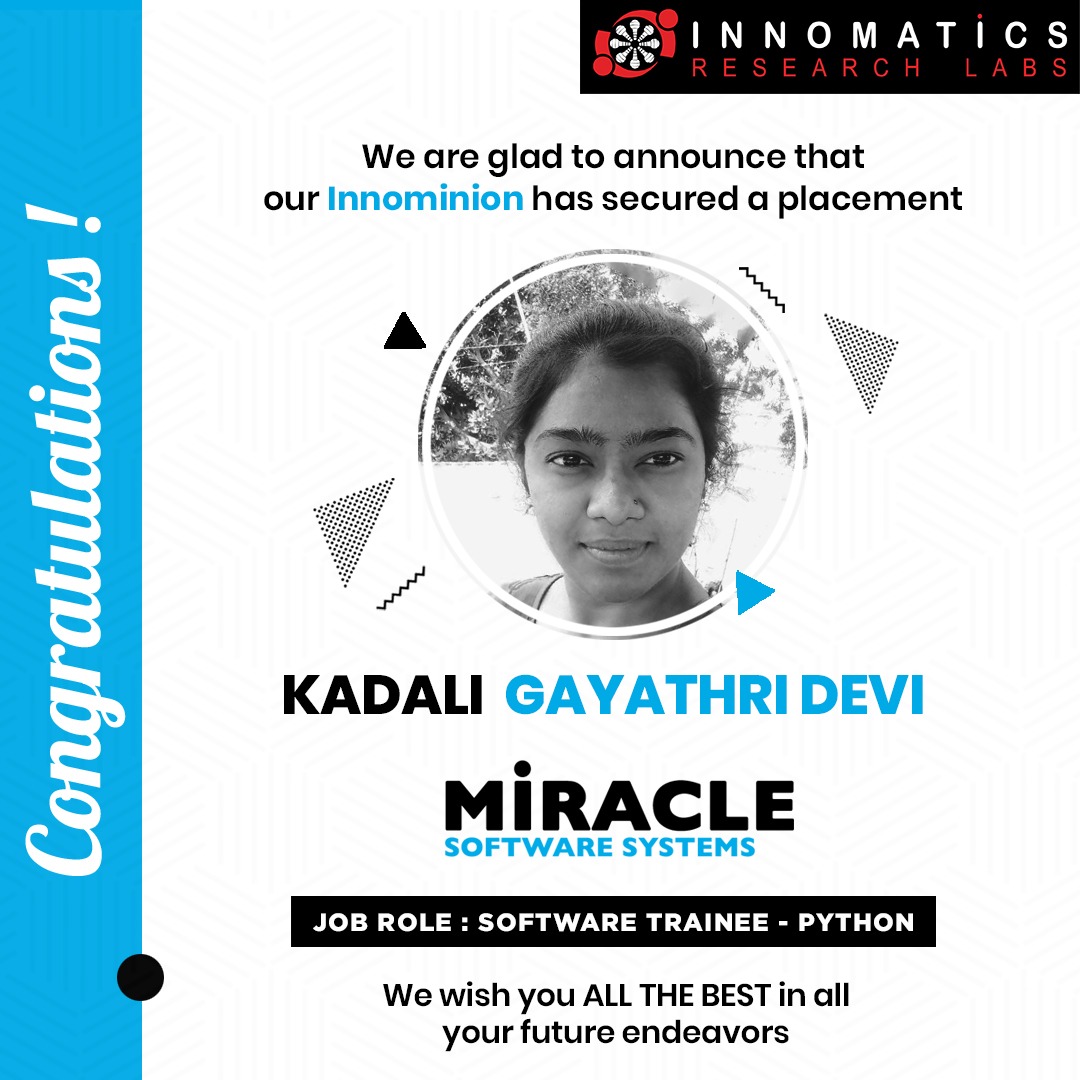 INNOMATICS
RESEARCH LABS
Congratulations !
We are glad to announce that
our Innominion has secured a placement
KADALI GAYATHRI DEVI
MiRACLE
SOFTWARE SYSTEMS
JOB ROLE : SOFTWARE TRAINEE - PYTHON
We wish you ALL THE BEST in all
your future endeavors